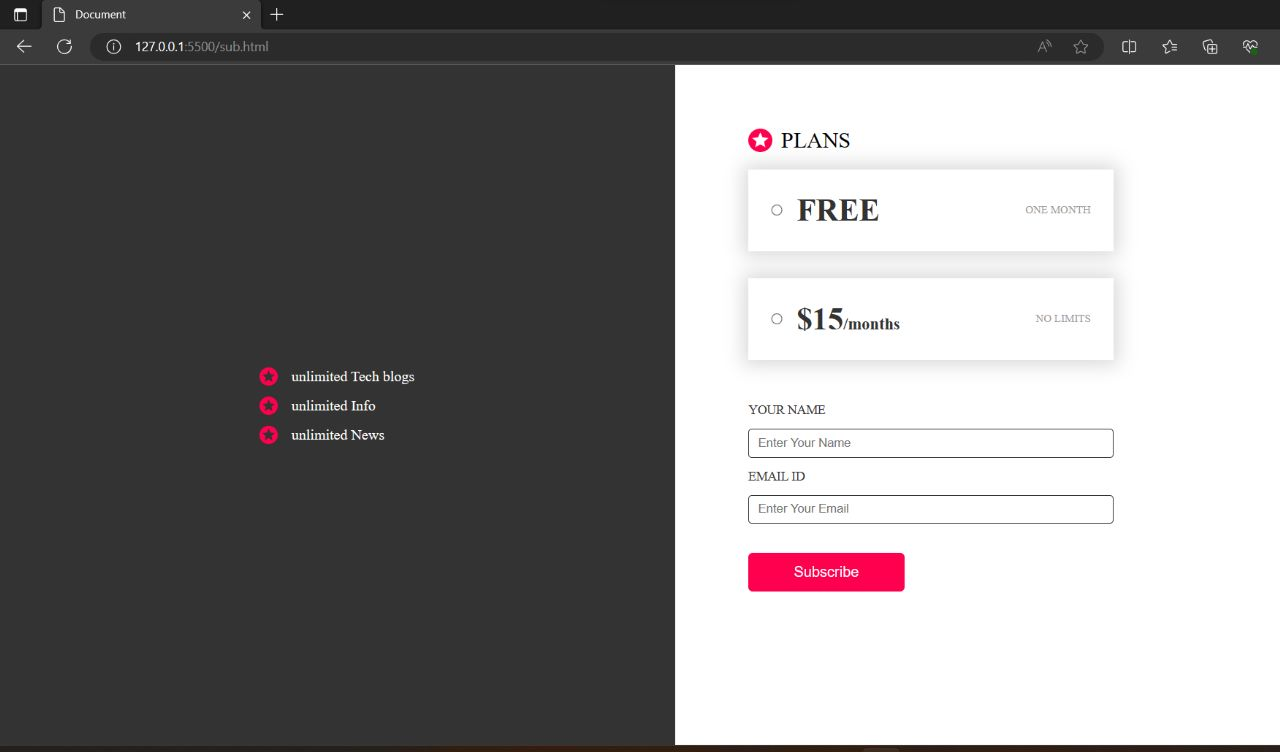 Document
127.0.0.1:5500/sub.html
unlimited Tech blogs
unlimited Info
unlimited News
PLANS
FREE
ONE MONTH
$15/months
NO LIMITS
YOUR NAME
Enter Your Name
EMAIL ID
Enter Your Email
Subscribe